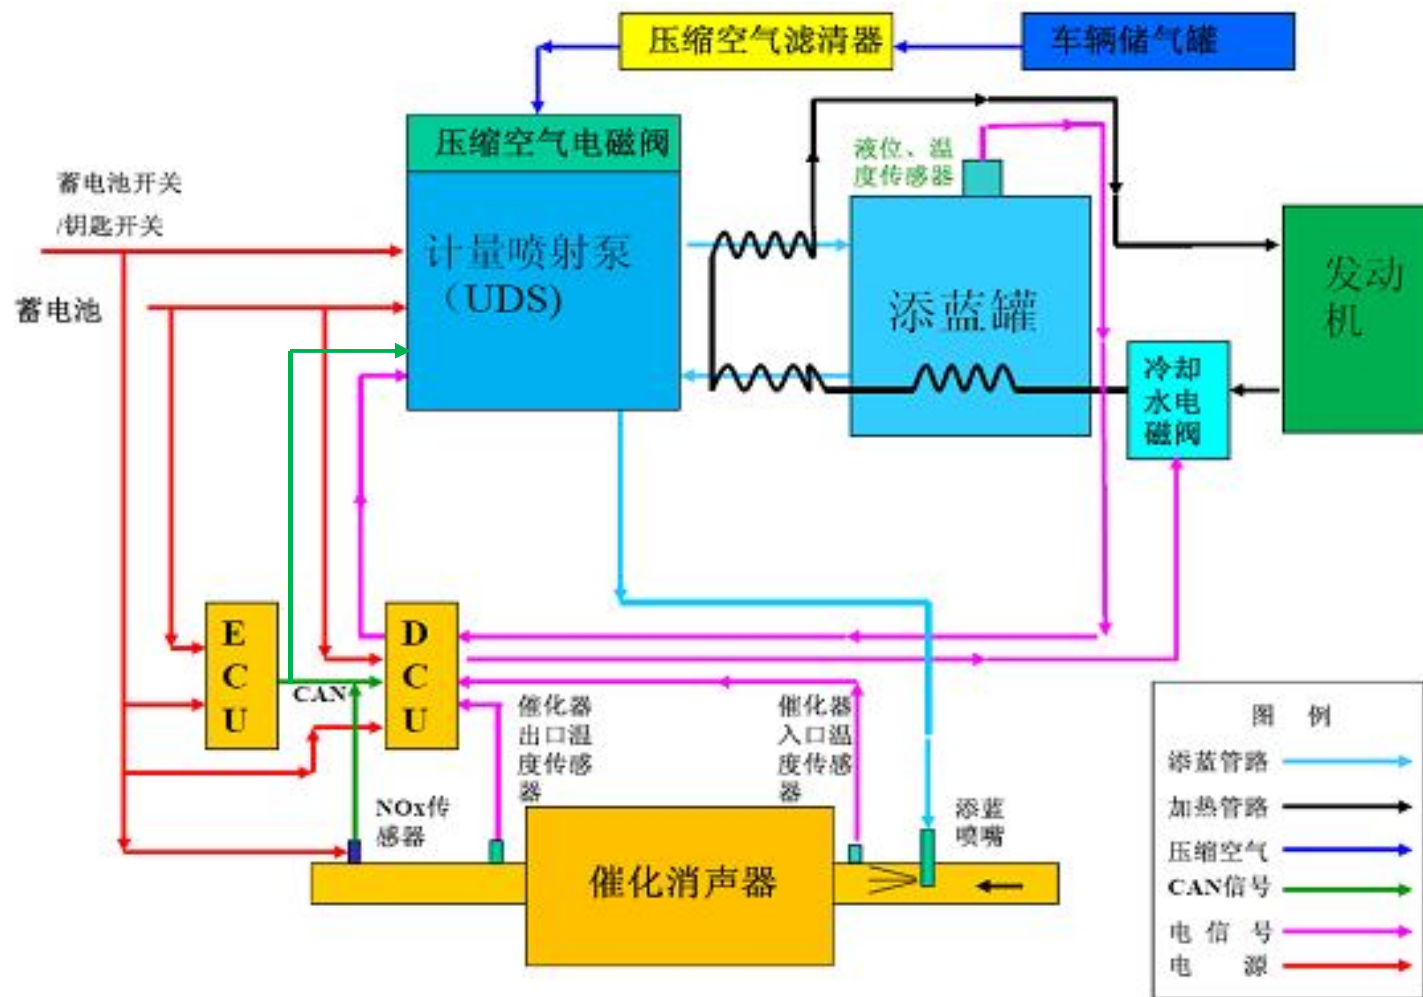 压缩空气滤清器
车辆储气罐
压缩空气电磁阀
液位、温
度传感器
蓄电池开关
/钥匙开关
计量喷射泵
（UDS)
发动
机
蓄电池
添蓝罐
冷却
水电
磁阀
E
C
U
CAN
D
C
U
催化器
出口温
度传感
器
催化器
入口温
度传感
器
NOx传
感器
添蓝
喷嘴
催化消声器
图 例
添蓝管路
加热管路
压缩空气
CAN信号
电 信 号
电 源